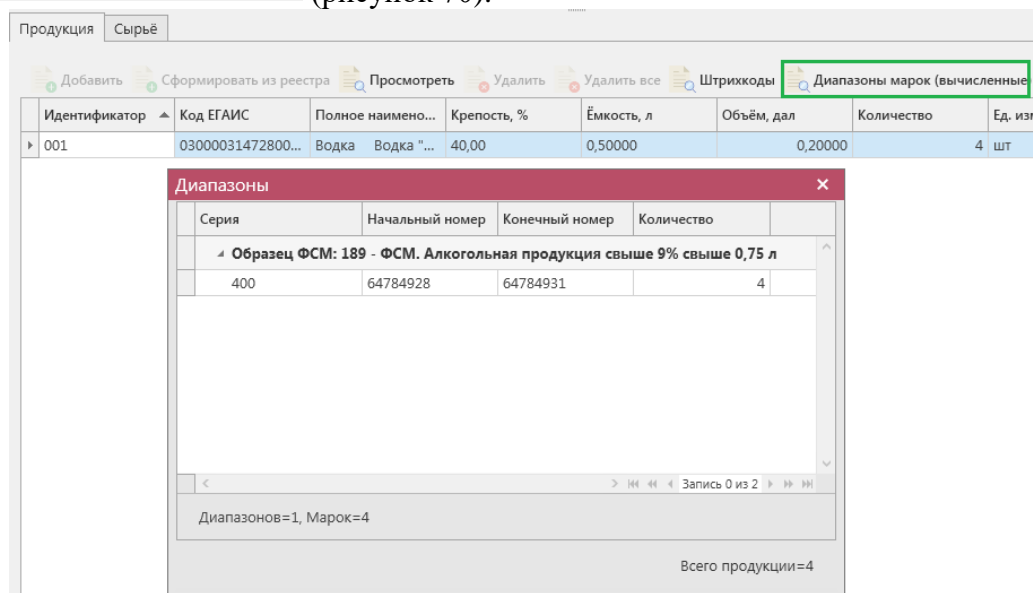 (рисунок 70).
Продукция Сырьё
Добавить Сформировать из реестра Просмотреть Удалить Удалить все Штрихкоды Диапазоны марок (вычисленные
Идентификатор Код ЕГАИС Полное наимено... Крепость, % Ёмкость, л Объём, дал Количество Ед. изм
001 03000031472800... Водка Водка "... 40,00 0,50000 0,20000 4 шт
Диапазоны
Серия Начальный номер Конечный номер Количество
Образец ФСМ: 189 - ФСМ. Алкогольная продукция свыше 9% свыше 0,75 л
400 64784928 64784931 4
Запись 0 из 2
Диапазонов=1, Марок=4
Всего продукции=4